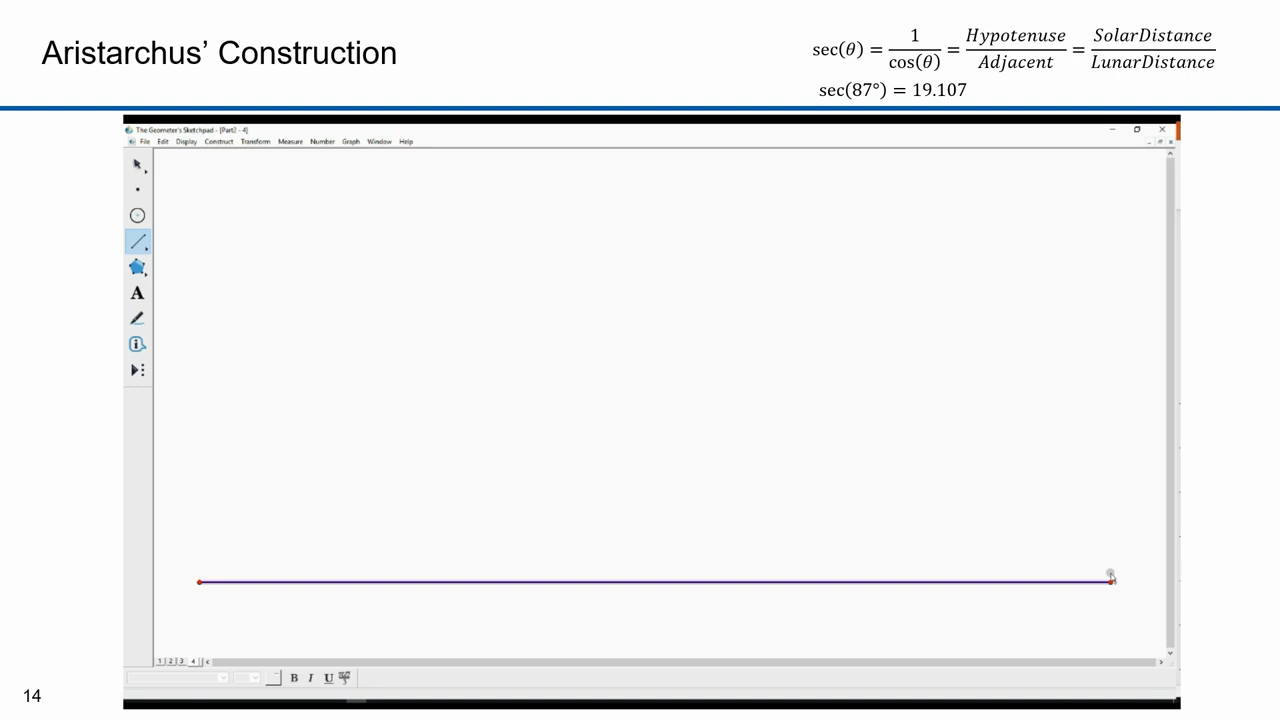 Aristarchus’ Construction
sec(θ) = 1/cos(θ) = Hypotenuse/Adjacent = SolarDistance/LunarDistance
sec(87°) = 19.107
The Geometer's Sketchpad - [Part2 - 4]
File Edit Display Construct Transform Measure Number Graph Window Help
A
1 2 3 4
B I U
14